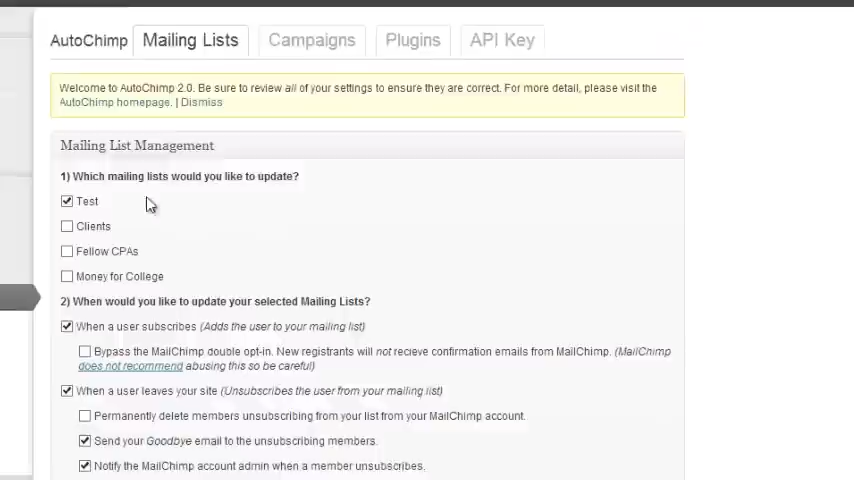 AutoChimp Mailing Lists Campaigns Plugins API Key
Welcome to AutoChimp 2.0. Be sure to review all of your settings to ensure they are correct. For more detail, please visit the
AutoChimp homepage. | Dismiss
Mailing List Management
1) Which mailing lists would you like to update?
Test
Clients
Fellow CPAs
Money for College
2) When would you like to update your selected Mailing Lists?
When a user subscribes (Adds the user to your mailing list)
Bypass the MailChimp double opt-in. New registrants will not recieve confirmation emails from MailChimp. (MailChimp
does not recommend abusing this so be careful)
When a user leaves your site (Unsubscribes the user from your mailing list)
Permanently delete members unsubscribing from your list from your MailChimp account.
Send your Goodbye email to the unsubscribing members.
Notify the MailChimp account admin when a member unsubscribes.